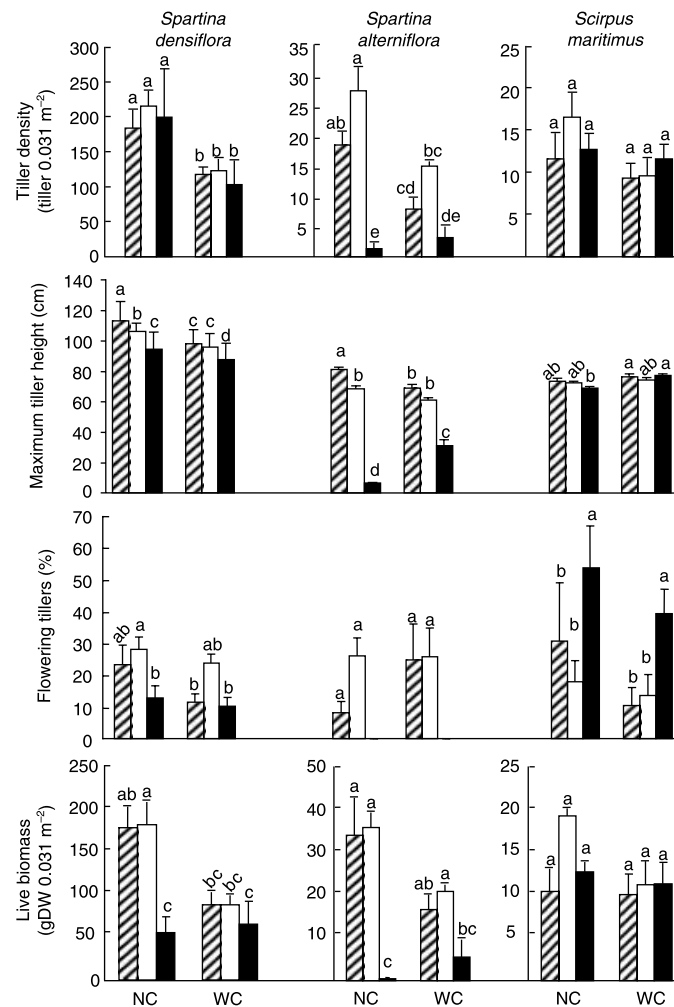 Spartina densiflora
Spartina alterniflora
Scirpus maritimus
Tiller density
(tiller 0.031 m⁻²)
300
250
200
150
100
50
0
a a a
b b b
35
30
25
20
15
10
5
ab a e
cd bc de
25
20
15
10
5
a a a
a a a
Maximum tiller height (cm)
140
120
100
80
60
40
20
0
a b c
c c d
a b d
b b c
ab ab b
a ab a
Flowering tillers (%)
70
60
50
40
30
20
10
0
ab a b
b ab b
a a
a a
b b a
b b a
Live biomass
(gDW 0.031 m⁻²)
250
200
150
100
50
0
ab a c
bc bc c
50
40
30
20
10
a a c
ab a bc
25
20
15
10
5
a a a
a a a
NC WC NC WC NC WC